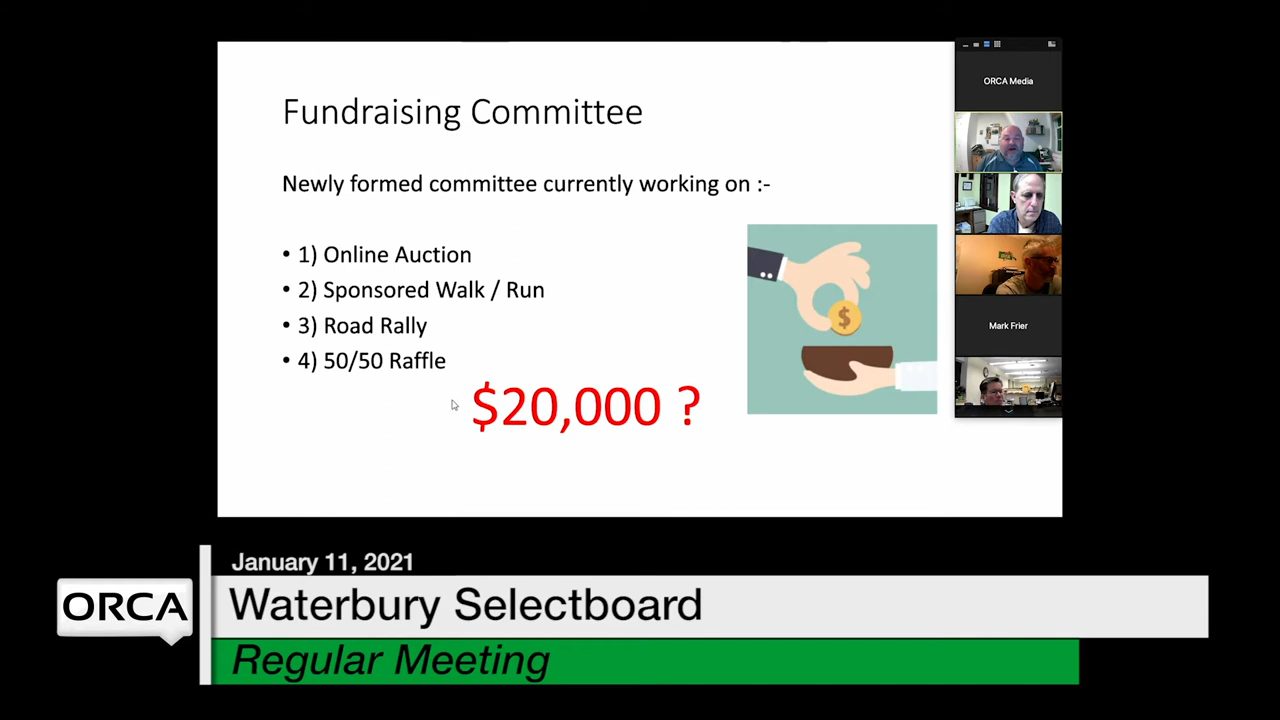 Fundraising Committee
Newly formed committee currently working on :-
• 1) Online Auction
• 2) Sponsored Walk / Run
• 3) Road Rally
• 4) 50/50 Raffle
$20,000 ?
$
ORCA Media
Mark Frier
January 11, 2021
ORCA
Waterbury Selectboard
Regular Meeting